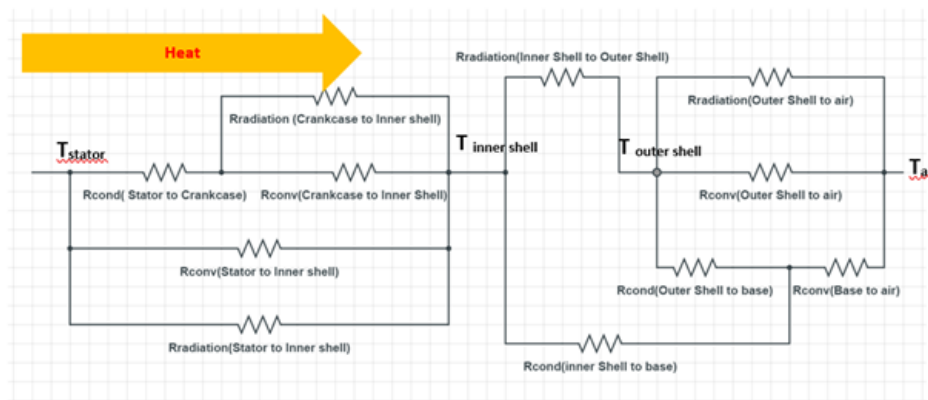 Heat
Rradiation(Inner Shell to Outer Shell)
Rradiation(Outer Shell to air)
Rradiation (Crankcase to Inner shell)
Tstator
T inner shell
T outer shell
Ta
Rcond( Stator to Crankcase)
Rconv(Crankcase to Inner Shell)
Rconv(Outer Shell to air)
Rconv(Stator to Inner shell)
Rcond(Outer Shell to base)
Rconv(Base to air)
Rradiation(Stator to Inner shell)
Rcond(inner Shell to base)